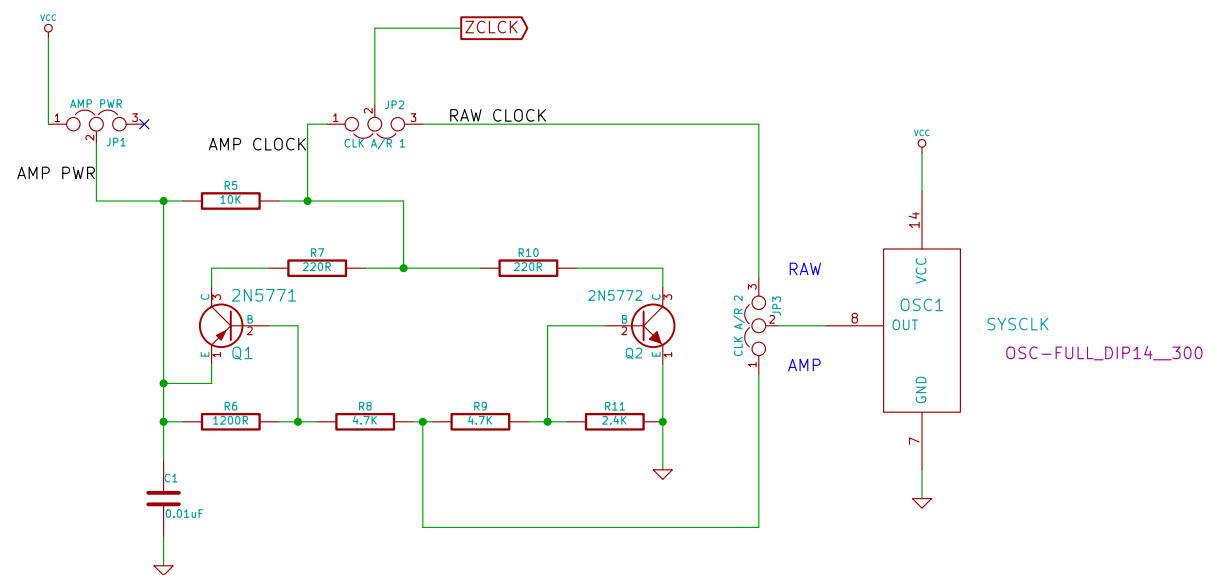 VCC
ZCLCK
AMP PWR
1
2
3
JP1
AMP PWR
JP2
1
2
3
CLK A/R 1
RAW CLOCK
AMP CLOCK
R5
10K
R7
220R
R10
220R
2N5771
C
3
B
2
E
1
Q1
2N5772
C
3
B
2
E
1
Q2
R6
1200R
R8
4.7K
R9
4.7K
R11
2.4K
C1
0.01uF
RAW
3
2
1
CLK A/R 2
JP3
AMP
VCC
14
VCC
OSC1
8
OUT
GND
7
SYSCLK
OSC-FULL_DIP14__300